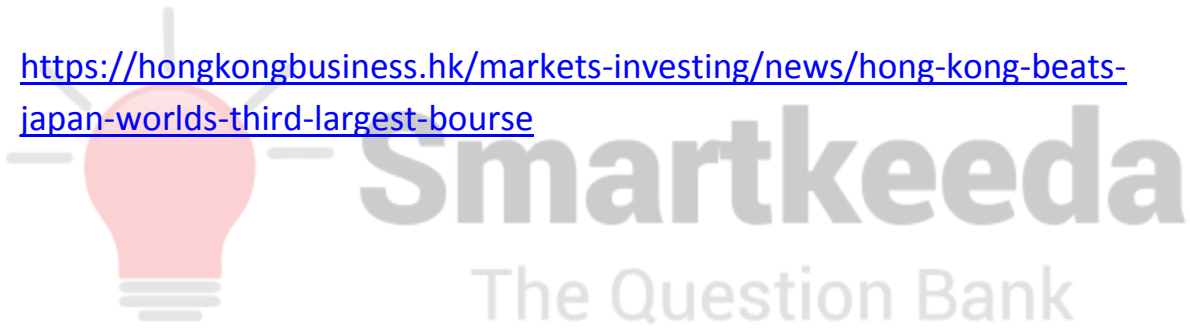 https://hongkongbusiness.hk/markets-investing/news/hong-kong-beats-
japan-worlds-third-largest-bourse
Smartkeeda
The Question Bank